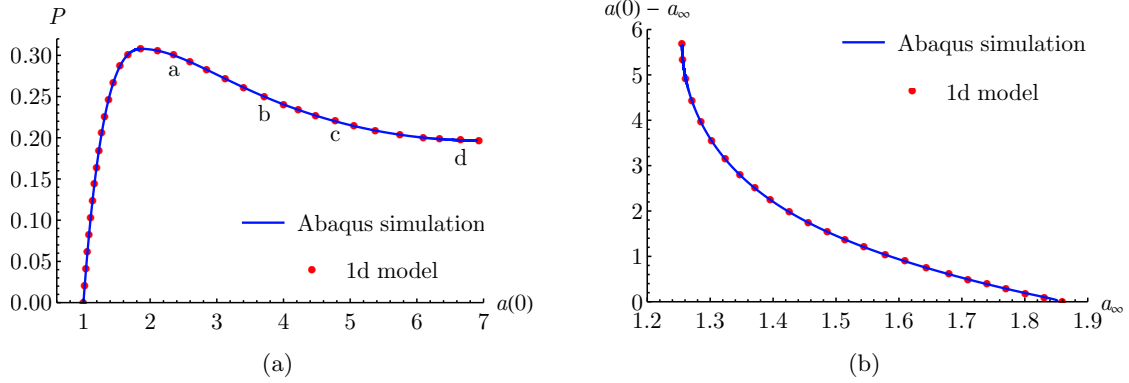 P
0.30
0.25
0.20
0.15
0.10
0.05
0.00
a
b
c
d
Abaqus simulation
1d model
1 2 3 4 5 6 7 a(0)
(a)
a(0) − a∞
6
5
4
3
2
1
0
Abaqus simulation
1d model
1.2 1.3 1.4 1.5 1.6 1.7 1.8 1.9 a∞
(b)